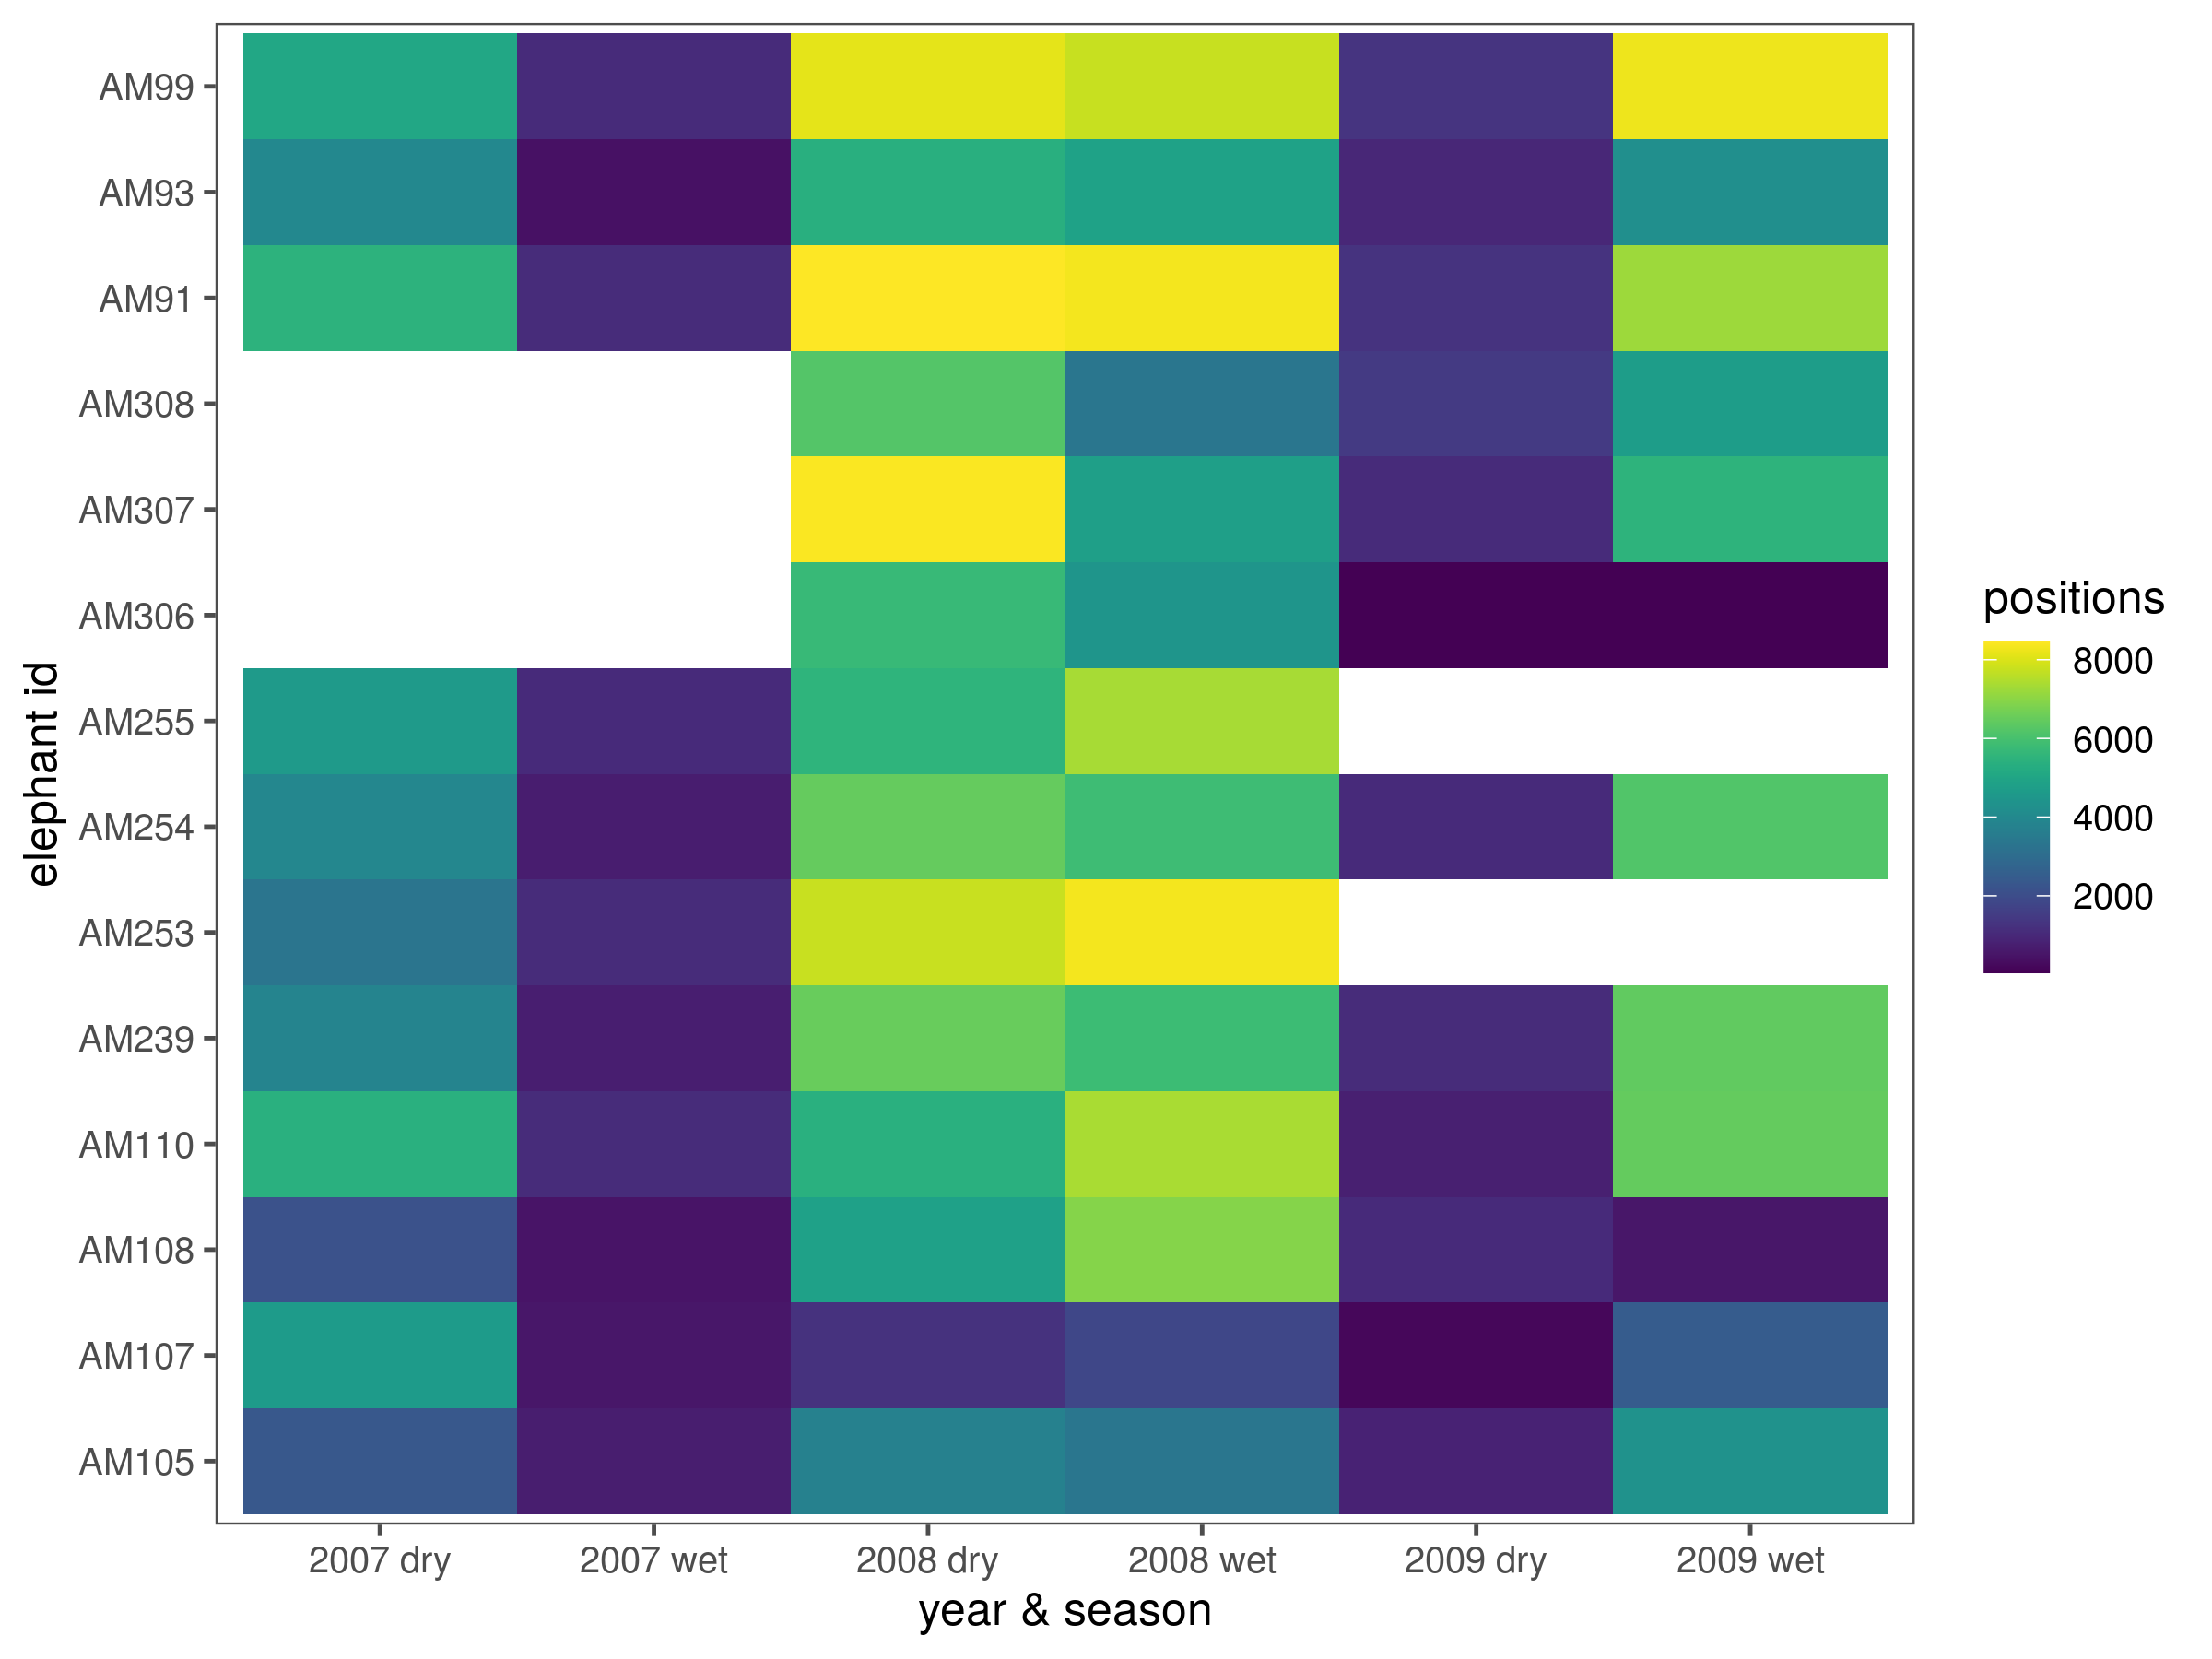 AM99
AM93
AM91
AM308
AM307
AM306
AM255
AM254
AM253
AM239
AM110
AM108
AM107
AM105
elephant id
2007 dry 2007 wet 2008 dry 2008 wet 2009 dry 2009 wet
year & season
positions
8000
6000
4000
2000